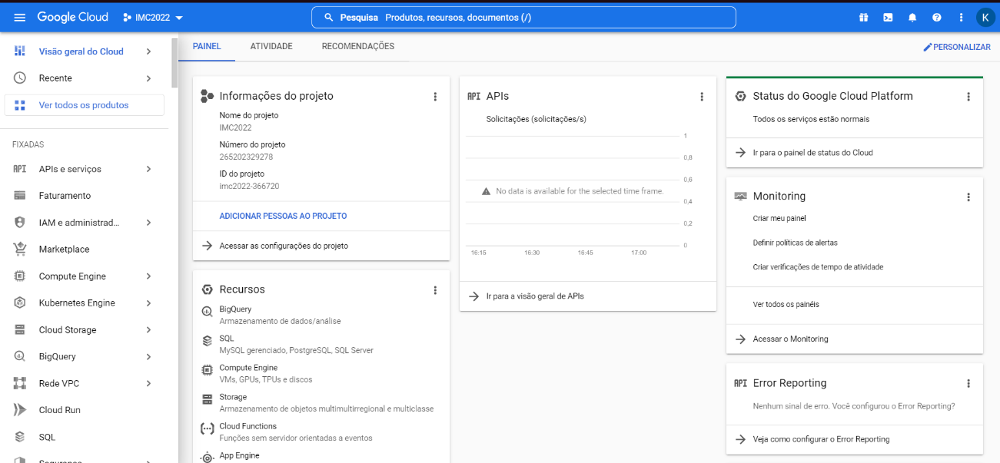 Google Cloud
IMC2022
Pesquisa Produtos, recursos, documentos (/)
K
Visão geral do Cloud
Recente
Ver todos os produtos
FIXADAS
API APIs e serviços
Faturamento
IAM e administrad...
Marketplace
Compute Engine
Kubernetes Engine
Cloud Storage
BigQuery
Rede VPC
Cloud Run
SQL
PAINEL
ATIVIDADE
RECOMENDAÇÕES
PERSONALIZAR
Informações do projeto
Nome do projeto
IMC2022
Número do projeto
265202329278
ID do projeto
imc2022-366720
ADICIONAR PESSOAS AO PROJETO
Acessar as configurações do projeto
Recursos
BigQuery
Armazenamento de dados/análise
SQL
MySQL gerenciado, PostgreSQL, SQL Server
Compute Engine
VMs, GPUs, TPUs e discos
Storage
Armazenamento de objetos multimultirregional e multiclasse
Cloud Functions
Funções sem servidor orientadas a eventos
App Engine
API APIs
Solicitações (solicitações/s)
1
0,8
0,6
No data is available for the selected time frame.
0,4
0,2
0
16:15 16:30 16:45 17:00
Ir para a visão geral de APIs
Status do Google Cloud Platform
Todos os serviços estão normais
Ir para o painel de status do Cloud
Monitoring
Criar meu painel
Definir políticas de alertas
Criar verificações de tempo de atividade
Ver todos os painéis
Acessar o Monitoring
API Error Reporting
Nenhum sinal de erro. Você configurou o Error Reporting?
Veja como configurar o Error Reporting